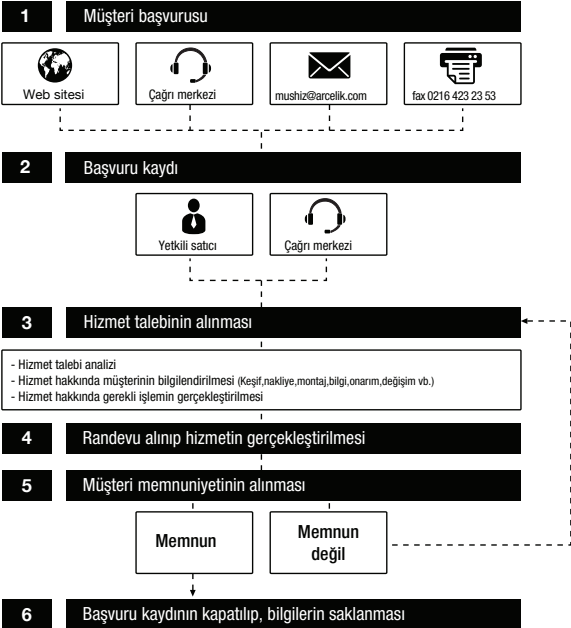 1 Müşteri başvurusu
Web sitesi
Çağrı merkezi
mushiz@arcelik.com
fax 0216 423 23 53
2 Başvuru kaydı
Yetkili satıcı
Çağrı merkezi
3 Hizmet talebinin alınması
- Hizmet talebi analizi
- Hizmet hakkında müşterinin bilgilendirilmesi (Keşif,nakliye,montaj,bilgi,onarım,değişim vb.)
- Hizmet hakkında gerekli işlemin gerçekleştirilmesi
4 Randevu alınıp hizmetin gerçekleştirilmesi
5 Müşteri memnuniyetinin alınması
Memnun
Memnun
değil
6 Başvuru kaydının kapatılıp, bilgilerin saklanması